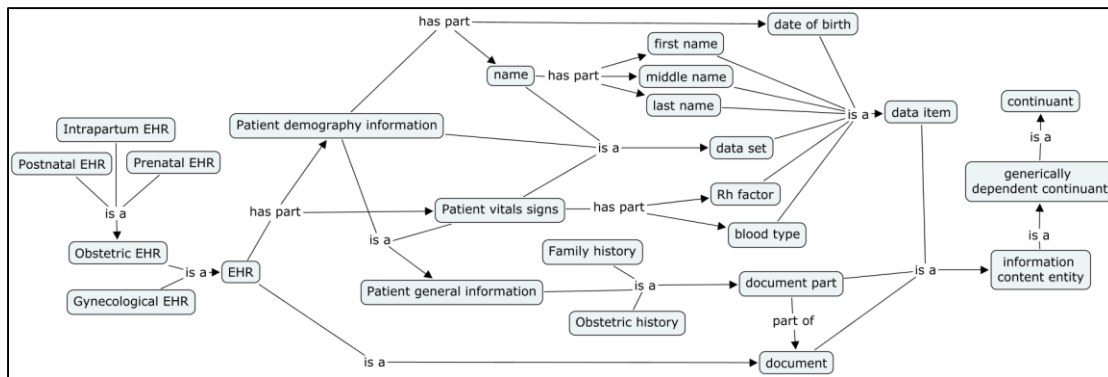 has part
date of birth
first name
name
has part
middle name
last name
Intrapartum EHR
Patient demography information
is a
data item
continuant
Postnatal EHR
Prenatal EHR
is a
data set
is a
generically
dependent continuant
is a
has part
Patient vitals signs
has part
Rh factor
blood type
is a
Obstetric EHR
is a
EHR
is a
Family history
is a
information
content entity
Gynecological EHR
Patient general information
is a
document part
Obstetric history
part of
is a
document